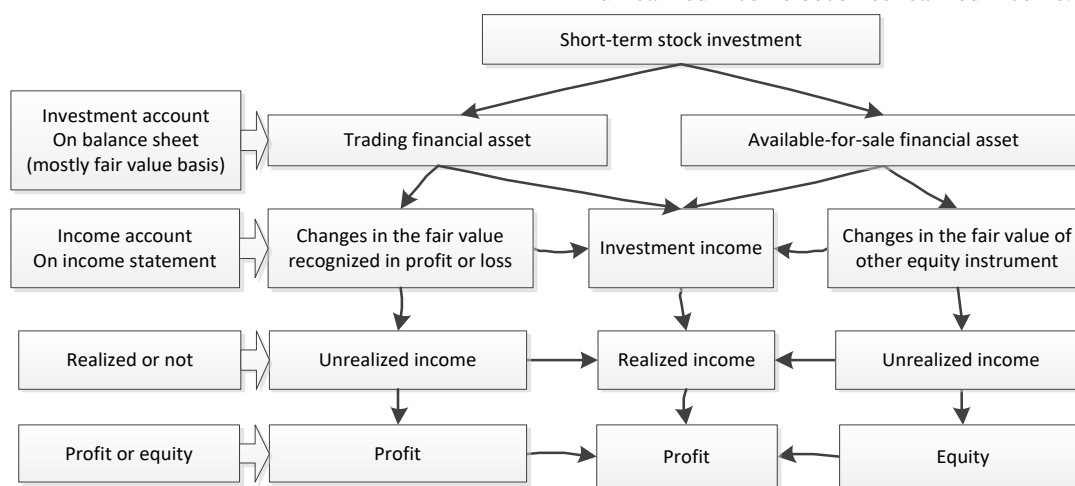 Short-term stock investment
Investment account
On balance sheet
(mostly fair value basis)
Trading financial asset
Available-for-sale financial asset
Income account
On income statement
Changes in the fair value
recognized in profit or loss
Investment income
Changes in the fair value of
other equity instrument
Realized or not
Unrealized income
Realized income
Unrealized income
Profit or equity
Profit
Profit
Equity